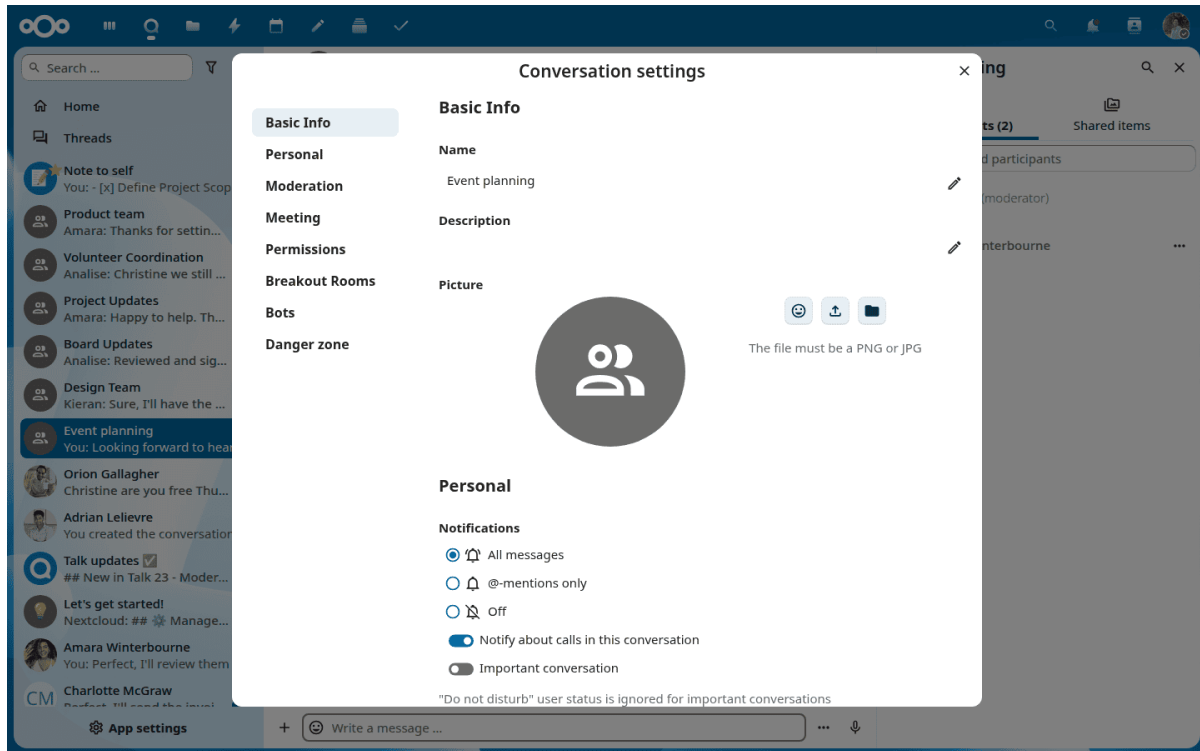 Search ...
Home
Threads
Note to self
You: - [x] Define Project Scop
Product team
Amara: Thanks for settin...
Volunteer Coordination
Analise: Christine we still ...
Project Updates
Amara: Happy to help. Th...
Board Updates
Analise: Reviewed and sig...
Design Team
Kieran: Sure, I'll have the ...
Event planning
You: Looking forward to hear
Orion Gallagher
Christine are you free Thu...
Adrian Lelievre
You created the conversation
Talk updates ✅
## New in Talk 23 - Moder...
Let's get started!
Nextcloud: ## ⚙️ Manage...
Amara Winterbourne
You: Perfect, I'll review them
CM
Charlotte McGraw
App settings
Conversation settings
Basic Info
Personal
Moderation
Meeting
Permissions
Breakout Rooms
Bots
Danger zone
Basic Info
Name
Event planning
Description
Picture
The file must be a PNG or JPG
Personal
Notifications
All messages
@-mentions only
Off
Notify about calls in this conversation
Important conversation
"Do not disturb" user status is ignored for important conversations
Write a message ...
ing
ts (2)
Shared items
d participants
(moderator)
nterbourne